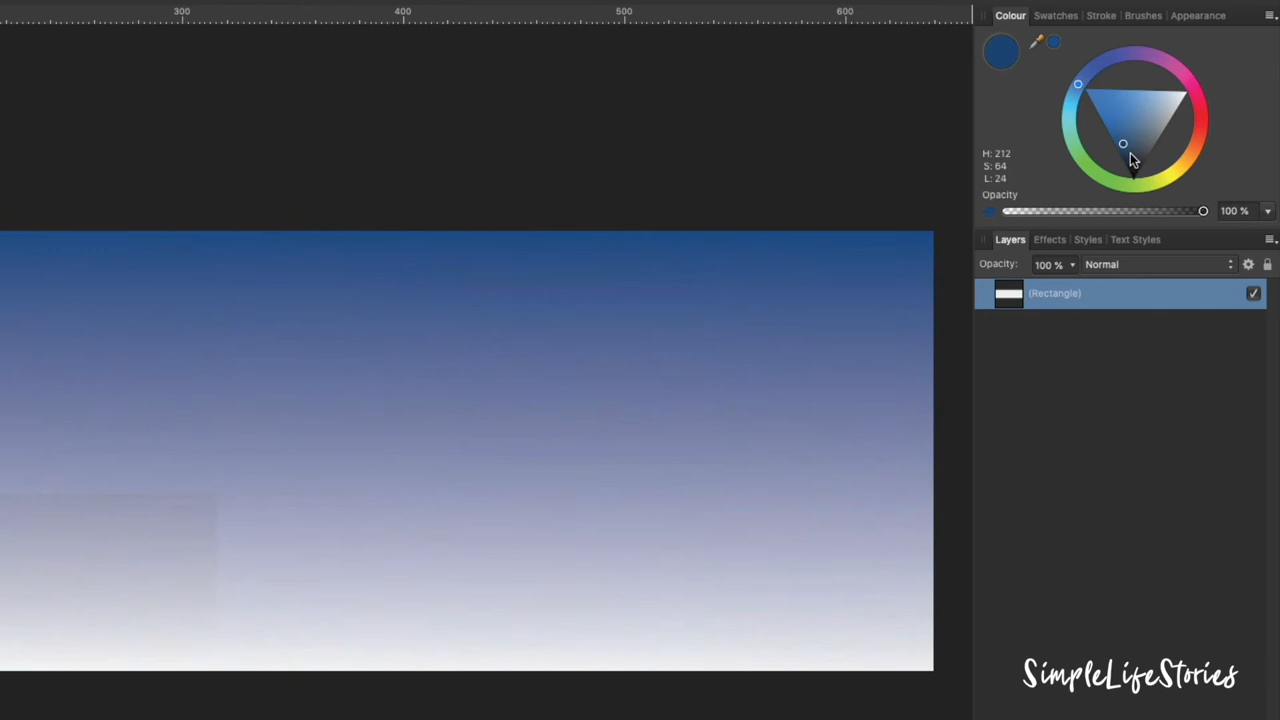 300 400 500 600
Colour Swatches Stroke Brushes Appearance
H: 212
S: 64
L: 24
Opacity
100 %
Layers Effects Styles Text Styles
Opacity: 100 % Normal
(Rectangle)
SimpleLifeStories